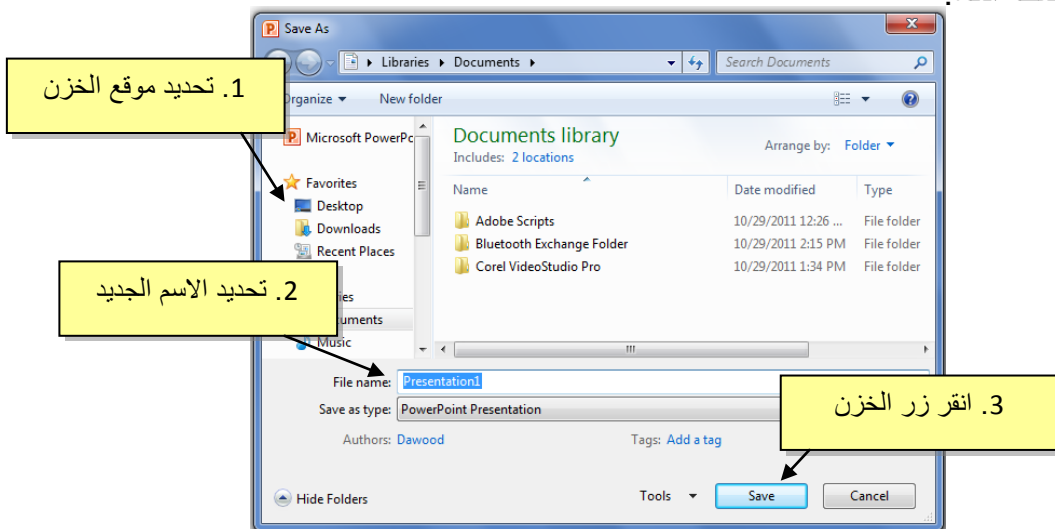 Save As
Libraries Documents
Search Documents
1. تحديد موقع الخزن
Organize New folder
Microsoft PowerPc
Documents library
Includes: 2 locations
Arrange by: Folder
Favorites
Name Date modified Type
Desktop
Downloads
Recent Places
Adobe Scripts 10/29/2011 12:26 ... File folder
Bluetooth Exchange Folder 10/29/2011 2:15 PM File folder
Corel VideoStudio Pro 10/29/2011 1:34 PM File folder
2. تحديد الاسم الجديد
Music
File name: Presentation1
Save as type: PowerPoint Presentation
3. انقر زر الخزن
Authors: Dawood Tags: Add a tag
Hide Folders Tools Save Cancel